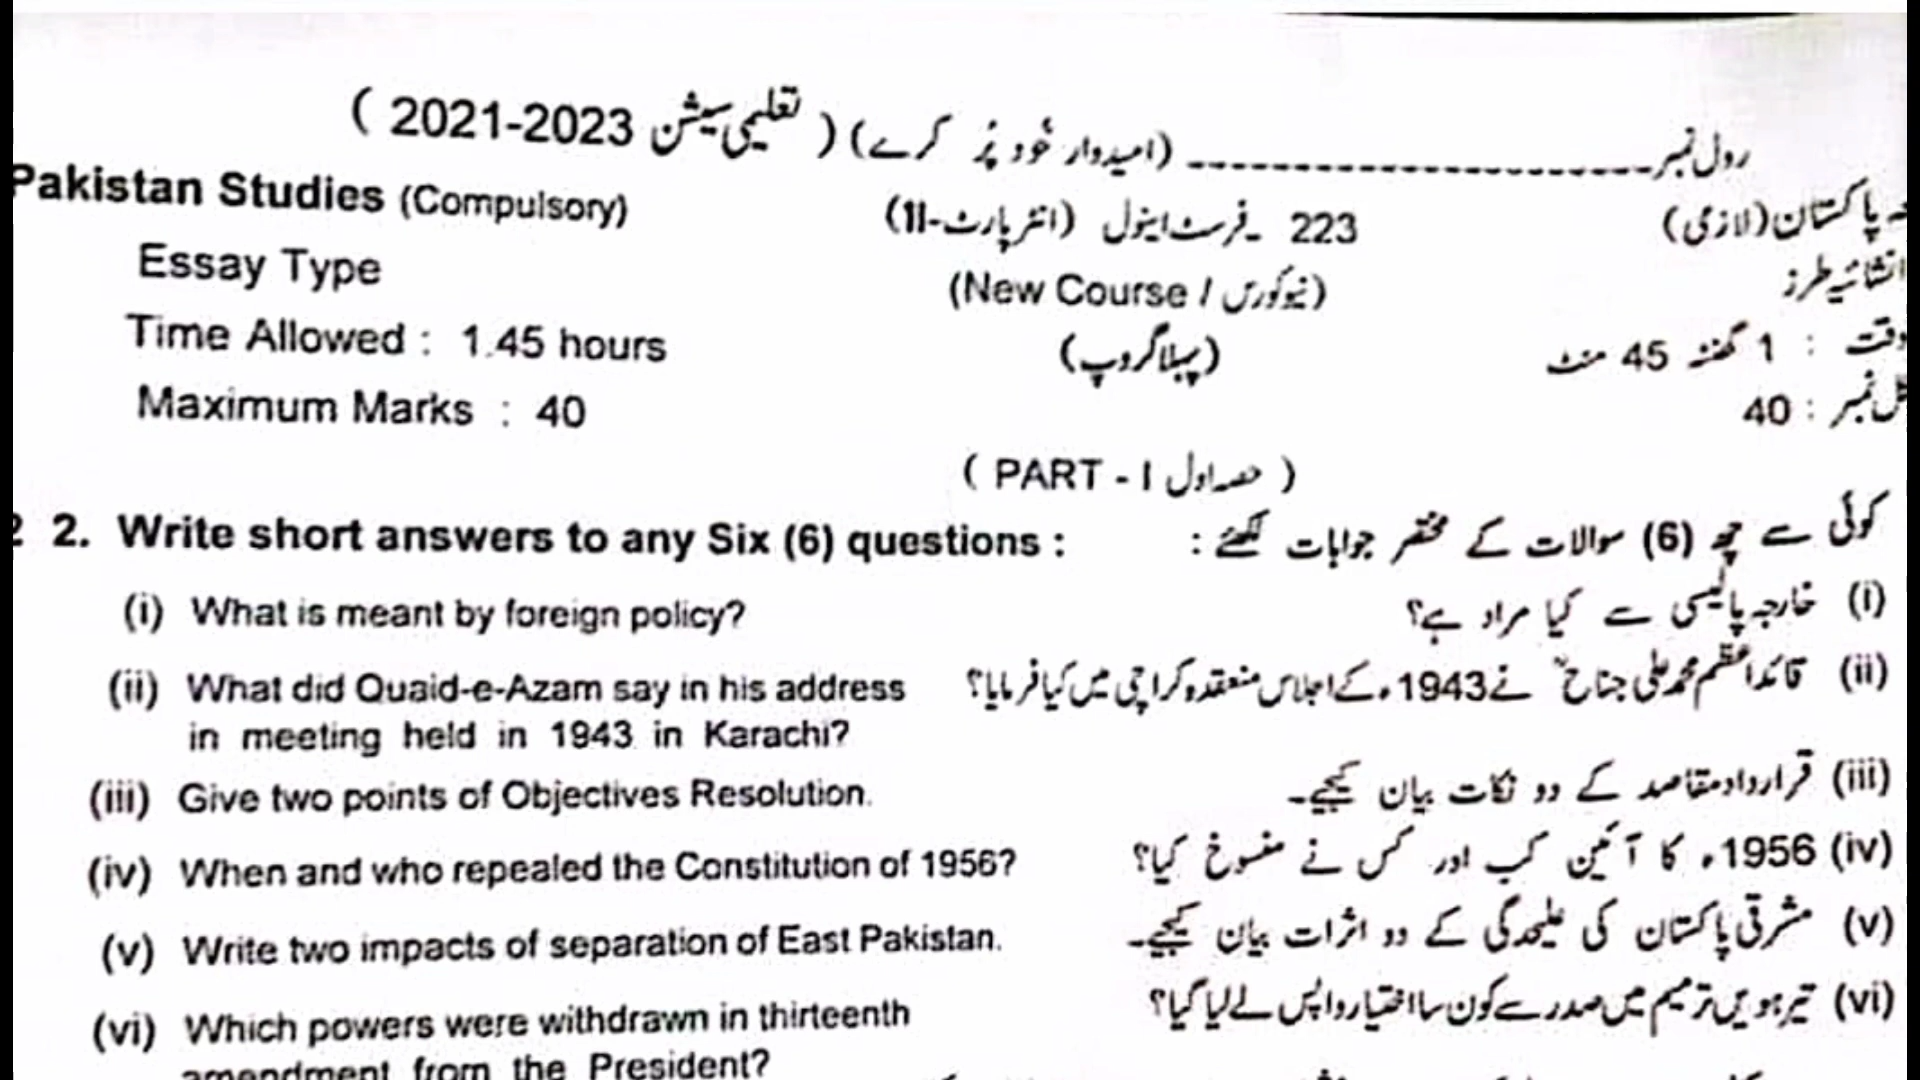 رول نمبر ---------------------- (امیدوار خود پُر کرے) ( تعلیمی سیشن 2021-2023 )
Pakistan Studies (Compulsory) 223 ـ فرسٹ اینول (انٹر پارٹ-II) پاکستان (لازمی)
Essay Type (New Course / نیوکورس) انشائیہ طرز
Time Allowed : 1.45 hours (پہلا گروپ) وقت : 1 گھنٹہ 45 منٹ
Maximum Marks : 40 نمبر : 40
( PART - I حصہ اول )
2. Write short answers to any Six (6) questions : کوئی سے چھ (6) سوالات کے مختصر جوابات لکھئے :
(i) What is meant by foreign policy? (i) خارجہ پالیسی سے کیا مراد ہے؟
(ii) What did Quaid-e-Azam say in his address (ii) قائداعظم محمد علی جناحؒ نے 1943ء کے اجلاس منعقدہ کراچی میں کیا فرمایا؟
in meeting held in 1943 in Karachi?
(iii) Give two points of Objectives Resolution. (iii) قرارداد مقاصد کے دو نکات بیان کیجیے۔
(iv) When and who repealed the Constitution of 1956? (iv) 1956ء کا آئین کب اور کس نے منسوخ کیا؟
(v) Write two impacts of separation of East Pakistan. (v) مشرقی پاکستان کی علیحدگی کے دو اثرات بیان کیجیے۔
(vi) Which powers were withdrawn in thirteenth (vi) تیرہویں ترمیم میں صدر سے کون سا اختیار واپس لے لیا گیا؟
amendment from the President?